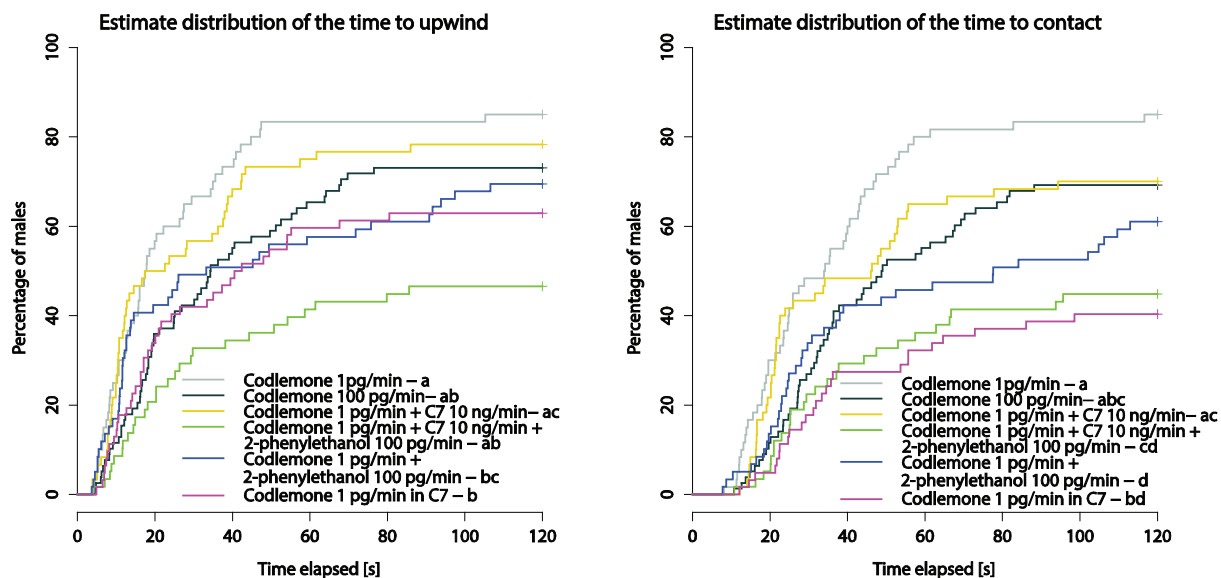 Estimate distribution of the time to upwind
Percentage of males
100
80
60
40
20
0
Codlemone 1pg/min – a
Codlemone 100 pg/min– ab
Codlemone 1 pg/min + C7 10 ng/min– ac
Codlemone 1 pg/min + C7 10 ng/min +
2-phenylethanol 100 pg/min – ab
Codlemone 1 pg/min +
2-phenylethanol 100 pg/min – bc
Codlemone 1 pg/min in C7 – b
0 20 40 60 80 100 120
Time elapsed [s]
Estimate distribution of the time to contact
Percentage of males
100
80
60
40
20
0
Codlemone 1pg/min – a
Codlemone 100 pg/min– abc
Codlemone 1 pg/min + C7 10 ng/min– ac
Codlemone 1 pg/min + C7 10 ng/min +
2-phenylethanol 100 pg/min – cd
Codlemone 1 pg/min +
2-phenylethanol 100 pg/min – d
Codlemone 1 pg/min in C7 – bd
0 20 40 60 80 100 120
Time elapsed [s]